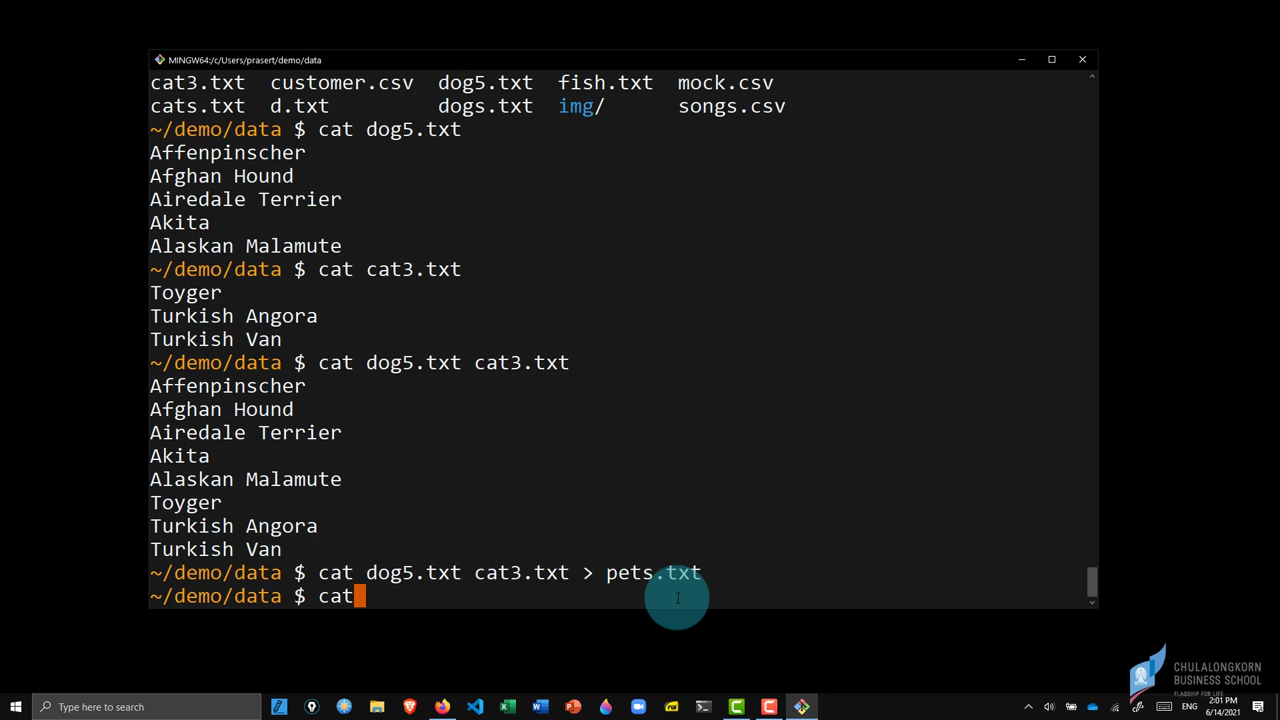 MINGW64:/c/Users/prasert/demo/data
cat3.txt customer.csv dog5.txt fish.txt mock.csv
cats.txt d.txt dogs.txt img/ songs.csv
~/demo/data $ cat dog5.txt
Affenpinscher
Afghan Hound
Airedale Terrier
Akita
Alaskan Malamute
~/demo/data $ cat cat3.txt
Toyger
Turkish Angora
Turkish Van
~/demo/data $ cat dog5.txt cat3.txt
Affenpinscher
Afghan Hound
Airedale Terrier
Akita
Alaskan Malamute
Toyger
Turkish Angora
Turkish Van
~/demo/data $ cat dog5.txt cat3.txt > pets.txt
~/demo/data $ cat
CHULALONGKORN
BUSINESS SCHOOL
FLAGSHIP FOR LIFE
Type here to search
ENG
2:01 PM
6/14/2021